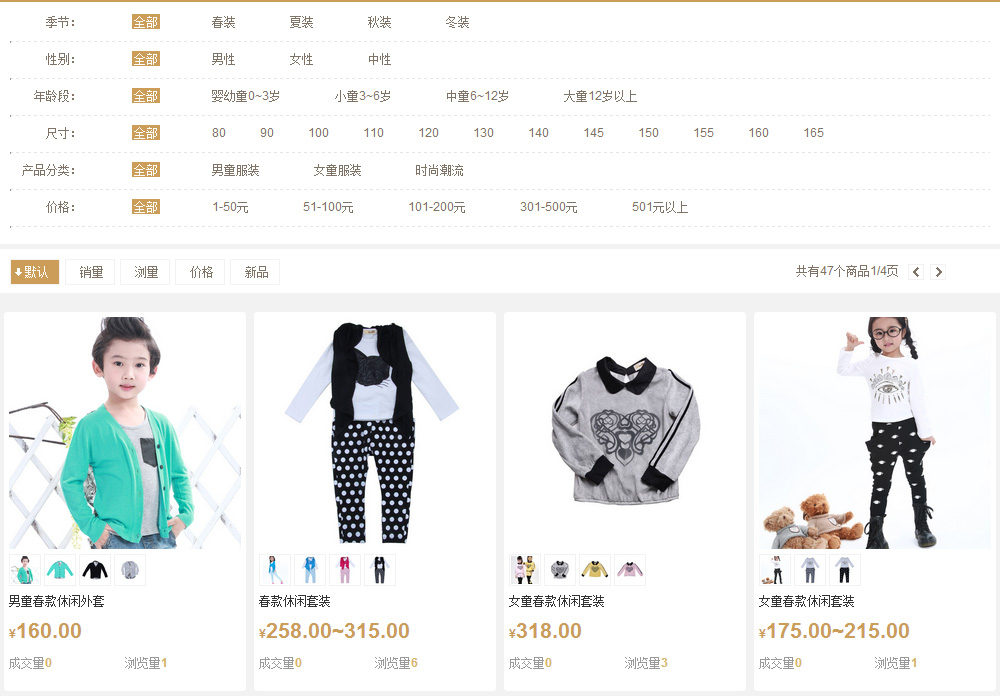 季节： 全部 春装 夏装 秋装 冬装
性别： 全部 男性 女性 中性
年龄段： 全部 婴幼童0~3岁 小童3~6岁 中童6~12岁 大童12岁以上
尺寸： 全部 80 90 100 110 120 130 140 145 150 155 160 165
产品分类： 全部 男童服装 女童服装 时尚潮流
价格： 全部 1-50元 51-100元 101-200元 301-500元 501元以上
默认 销量 浏量 价格 新品 共有47个商品1/4页
男童春款休闲外套 春款休闲套装 女童春款休闲套装 女童春款休闲套装
¥160.00 ¥258.00~315.00 ¥318.00 ¥175.00~215.00
成交量0 浏览量1 成交量0 浏览量6 成交量0 浏览量3 成交量0 浏览量1